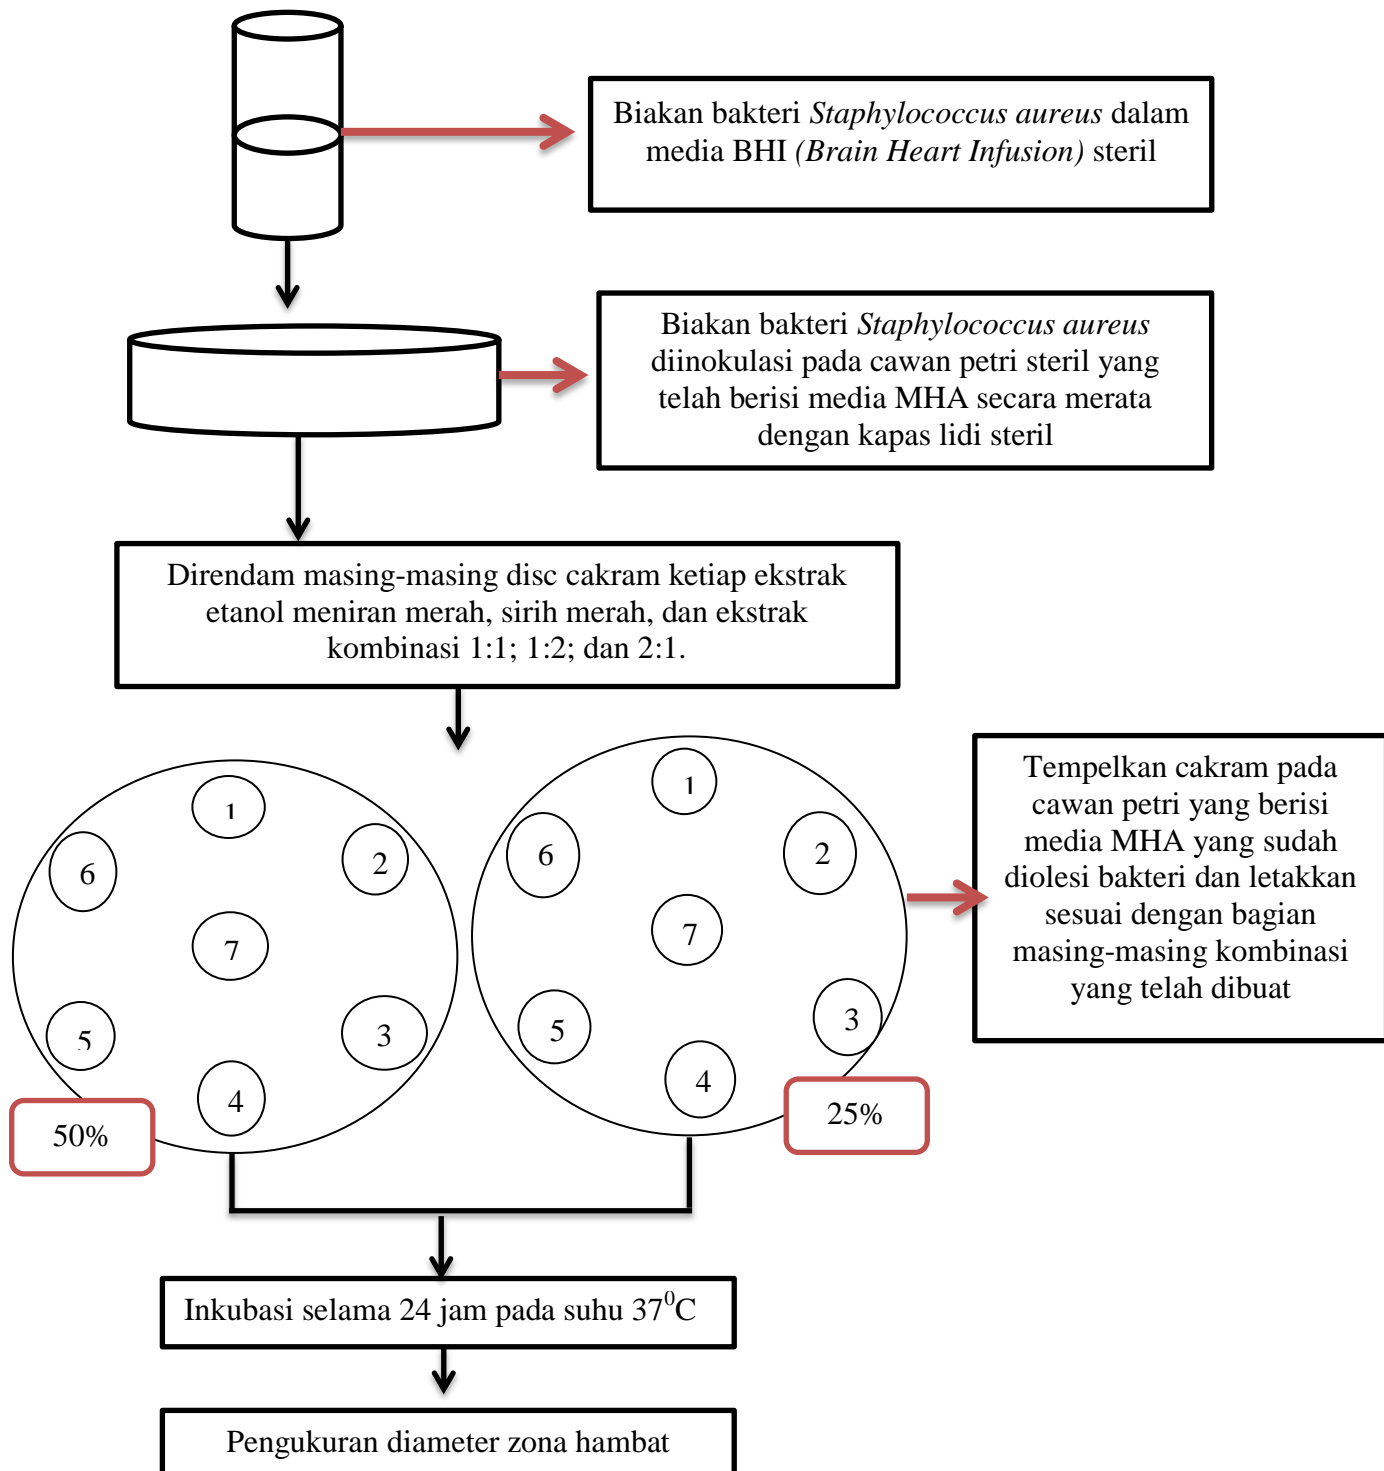 Biakan bakteri Staphylococcus aureus dalam
media BHI (Brain Heart Infusion) steril
Biakan bakteri Staphylococcus aureus
diinokulasi pada cawan petri steril yang
telah berisi media MHA secara merata
dengan kapas lidi steril
Direndam masing-masing disc cakram ketiap ekstrak
etanol meniran merah, sirih merah, dan ekstrak
kombinasi 1:1; 1:2; dan 2:1.
1
2
3
4
5
6
7
50%
1
2
3
4
5
6
7
25%
Tempelkan cakram pada
cawan petri yang berisi
media MHA yang sudah
diolesi bakteri dan letakkan
sesuai dengan bagian
masing-masing kombinasi
yang telah dibuat
Inkubasi selama 24 jam pada suhu 37⁰C
Pengukuran diameter zona hambat